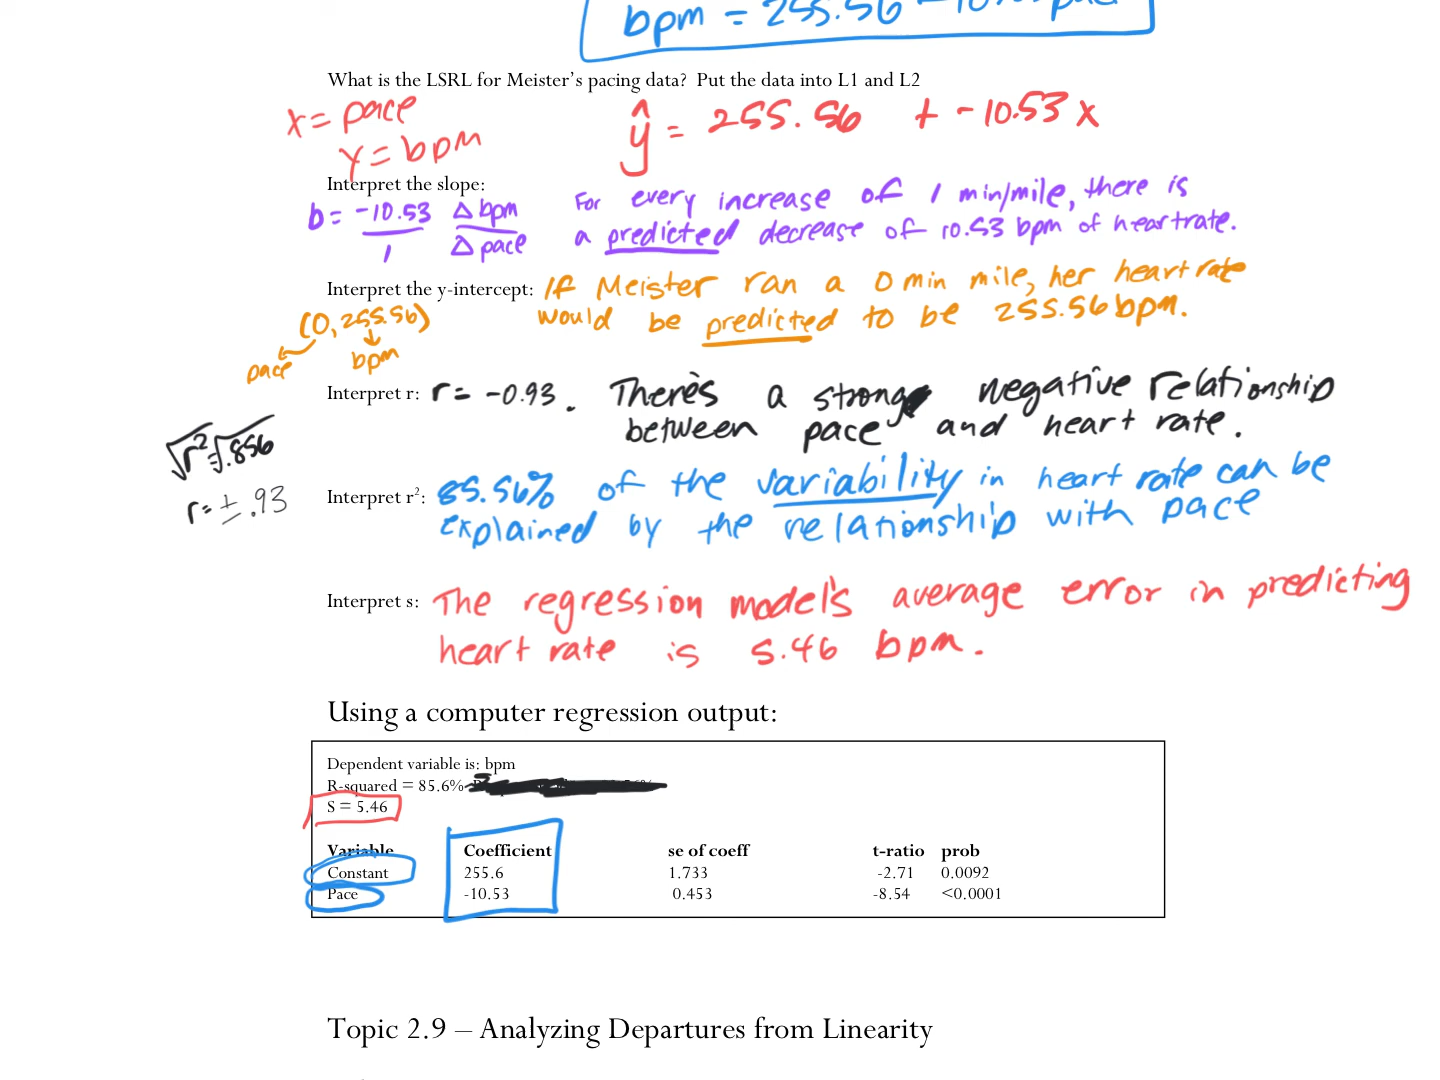 bpm = 255.56
What is the LSRL for Meister's pacing data? Put the data into L1 and L2
x = pace
y = bpm
ŷ = 255.56 + -10.53 x
Interpret the slope:
b = -10.53 / 1 Δ bpm / Δ pace
For every increase of 1 min/mile, there is
a predicted decrease of 10.53 bpm of heartrate.
Interpret the y-intercept: If Meister ran a 0 min mile, her heart rate
would be predicted to be 255.56 bpm.
(0, 255.56)
pace bpm
Interpret r: r = -0.93. There's a strong negative relationship
between pace and heart rate.
√r² = √.856
r = ± .93
Interpret r²: 85.56% of the variability in heart rate can be
explained by the relationship with pace
Interpret s: The regression model's average error in predicting
heart rate is 5.46 bpm.
Using a computer regression output:
Dependent variable is: bpm
R-squared = 85.6%
S = 5.46
Variable Coefficient se of coeff t-ratio prob
Constant 255.6 1.733 -2.71 0.0092
Pace -10.53 0.453 -8.54 <0.0001
Topic 2.9 – Analyzing Departures from Linearity